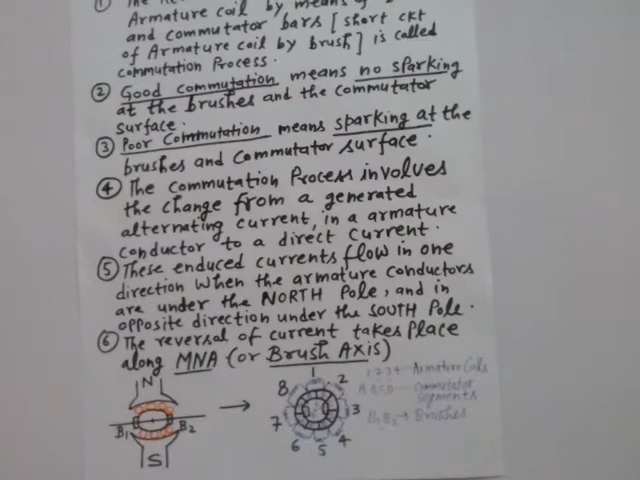 ① The
Armature coil by means of
and commutator bars [short ckt
of Armature coil by brush] is called
commutation Process.
② Good commutation means no sparking
at the brushes and the commutator
surface.
③ Poor Commutation means sparking at the
brushes and commutator surface.
④ The commutation Process involves
the change from a generated
alternating current, in a armature
conductor to a direct current.
⑤ These enduced currents flow in one
direction when the armature conductors
are under the NORTH Pole, and in
opposite direction under the SOUTH Pole.
⑥ The reversal of current takes Place
along MNA (or Brush Axis)
N
B1 B2
S
1
2
3
4
5
6
7
8
1 2 3 4 - Armature Coils
A B C D - Commutator
segments
B1 B2 → Brushes